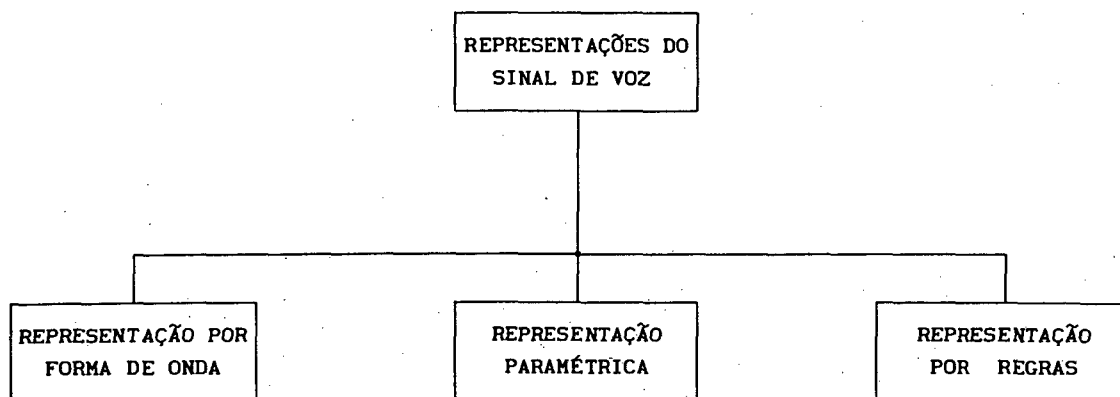 REPRESENTAÇÕES DO
SINAL DE VOZ
REPRESENTAÇÃO POR
FORMA DE ONDA
REPRESENTAÇÃO
PARAMÉTRICA
REPRESENTAÇÃO
POR REGRAS